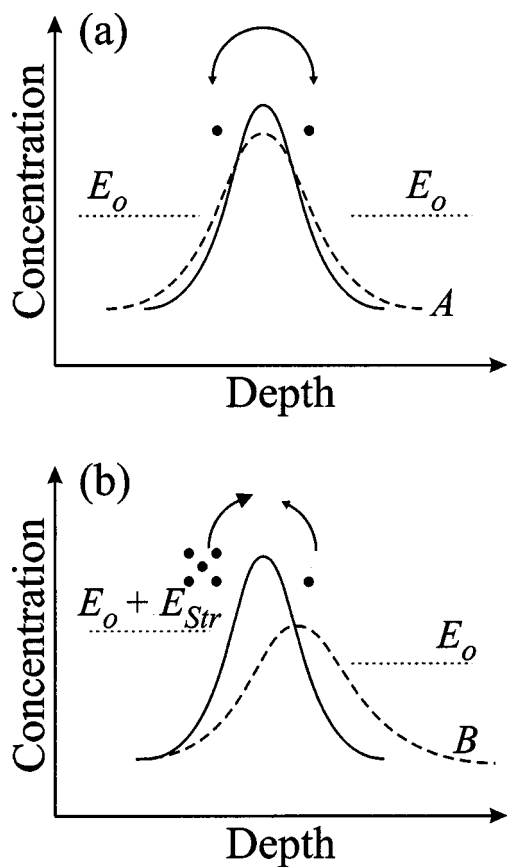 (a)
Concentration
E_o
E_o
A
Depth
(b)
Concentration
E_o + E_Str
E_o
B
Depth